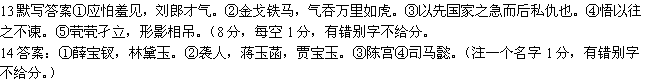 13默写答案①应怕羞见,刘郎才气。②金戈铁马,气吞万里如虎。③以先国家之急而后私仇也。④悟以往
之不谏。⑤茕茕孑立,形影相吊。(8分,每空1分,有错别字不给分。)
14答案:①薛宝钗,林黛玉。②袭人,蒋玉菡,贾宝玉。③陈宫④司马懿。(注一个名字1分,有错别字
不给分。)